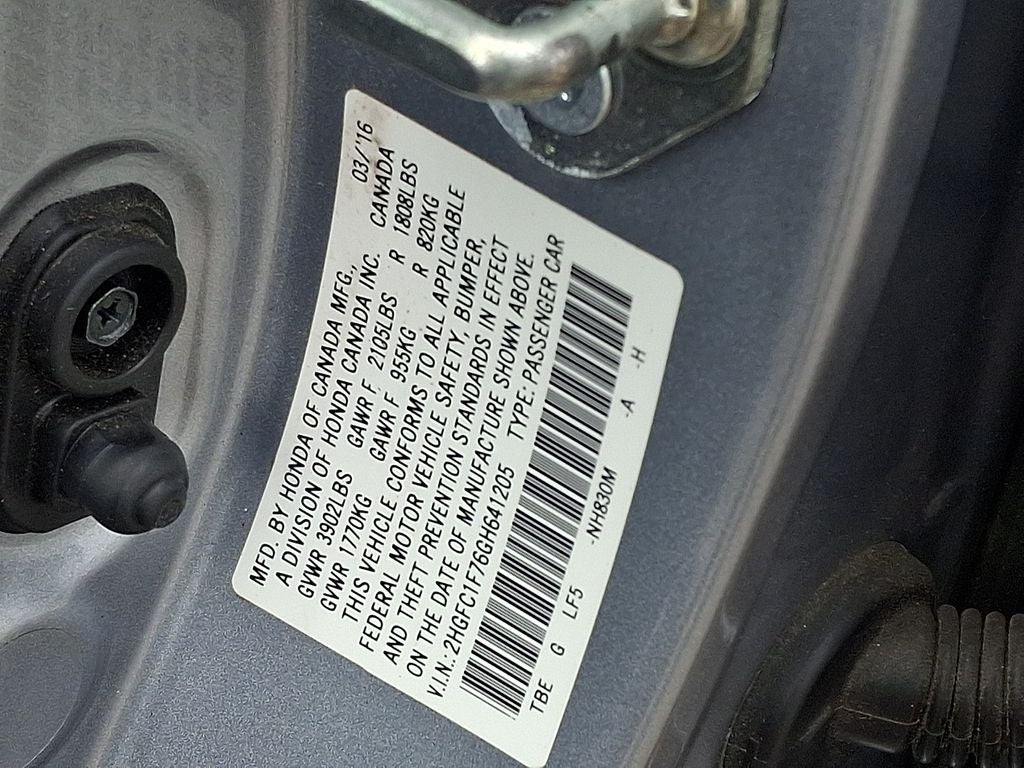 MFD. BY HONDA OF CANADA MFG., 03/'16
A DIVISION OF HONDA CANADA INC. CANADA
GVWR 3902LBS GAWR F 2105LBS R 1808LBS
GVWR 1770KG GAWR F 955KG R 820KG
THIS VEHICLE CONFORMS TO ALL APPLICABLE
FEDERAL MOTOR VEHICLE SAFETY, BUMPER,
AND THEFT PREVENTION STANDARDS IN EFFECT
ON THE DATE OF MANUFACTURE SHOWN ABOVE.
V.I.N.:2HGFC1F76GH641205 TYPE: PASSENGER CAR
TBE G LF5 -NH830M -A -H